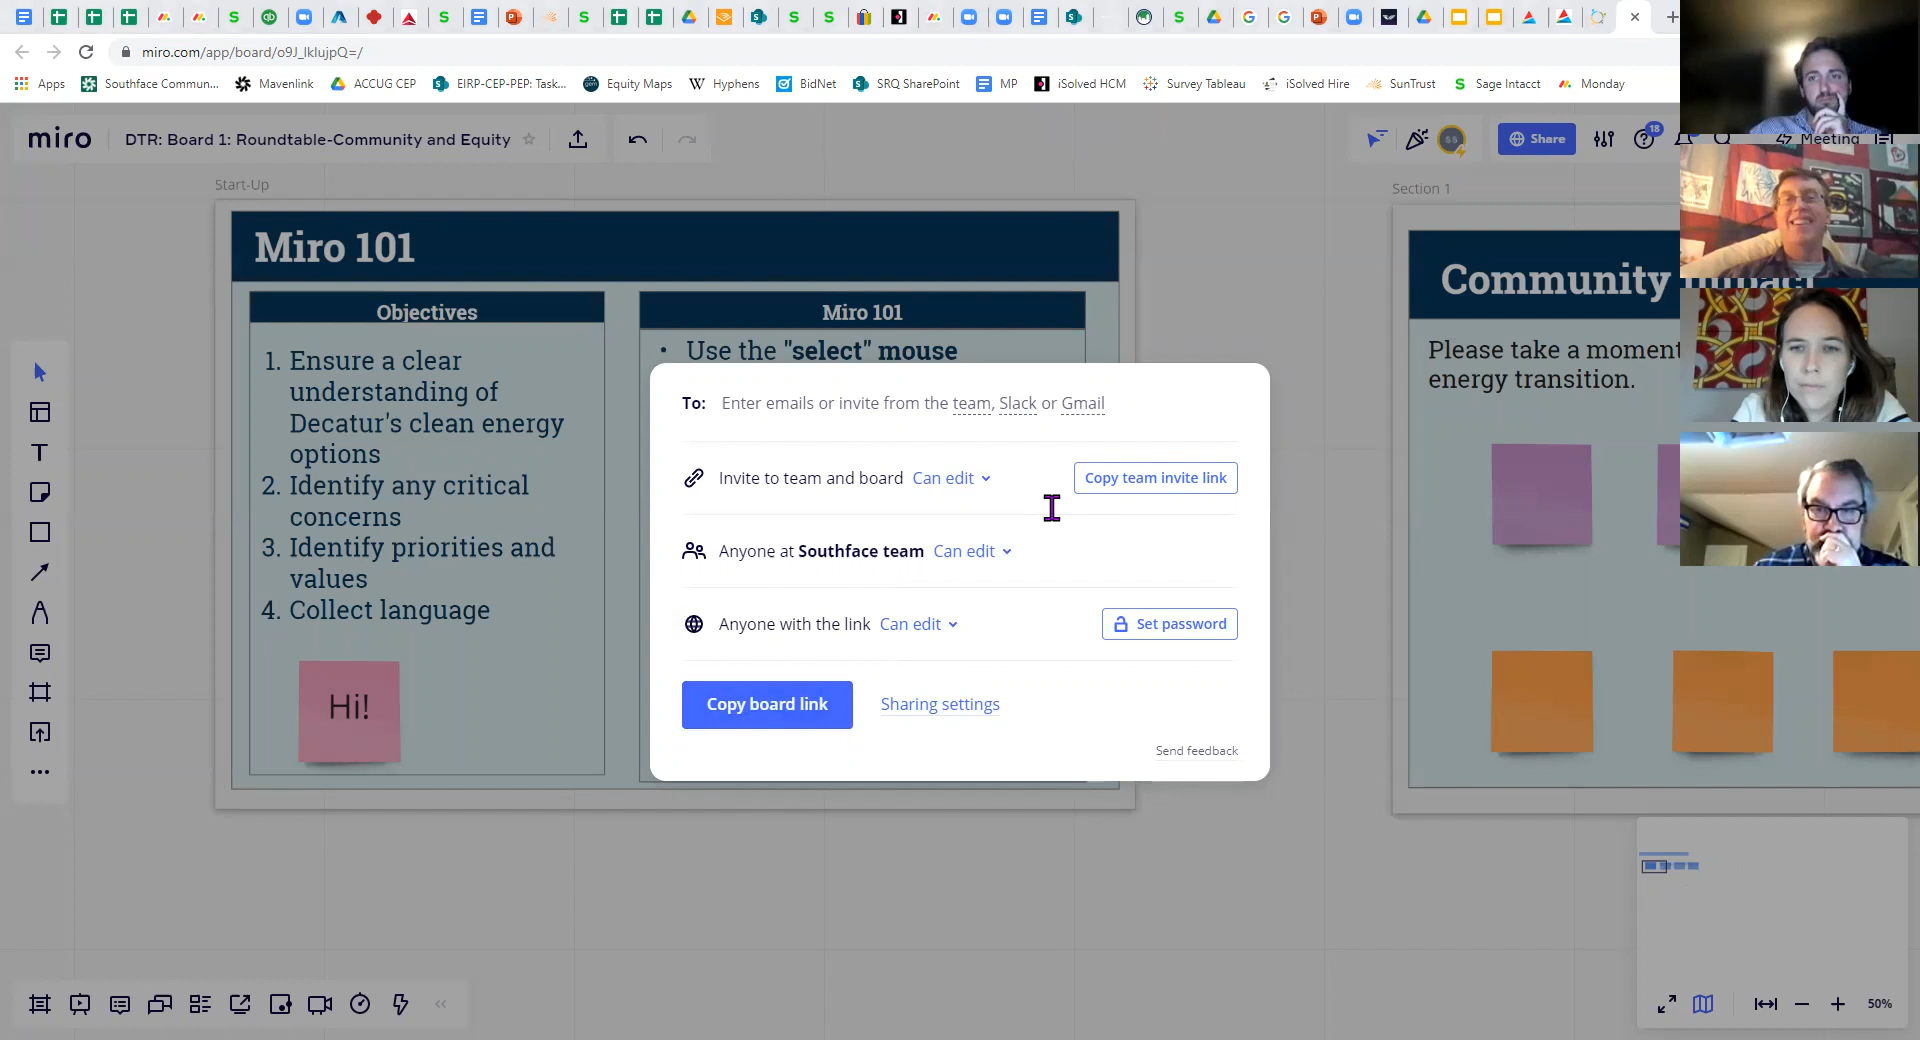 miro.com/app/board/o9J_lklujpQ=/
Apps
Southface Commun...
Mavenlink
ACCUG CEP
EIRP-CEP-PEP: Task...
Equity Maps
Hyphens
BidNet
SRQ SharePoint
MP
iSolved HCM
Survey Tableau
iSolved Hire
SunTrust
Sage Intacct
Monday
miro
DTR: Board 1: Roundtable-Community and Equity
SS
Share
18
Meeting
Start-Up
Section 1
Miro 101
Objectives
1. Ensure a clear
understanding of
Decatur's clean energy
options
2. Identify any critical
concerns
3. Identify priorities and
values
4. Collect language
Hi!
Miro 101
• Use the "select" mouse
To: Enter emails or invite from the team, Slack or Gmail
Invite to team and board Can edit
Copy team invite link
Anyone at Southface team Can edit
Anyone with the link Can edit
Set password
Copy board link
Sharing settings
Send feedback
Community Impact
Please take a moment
energy transition.
50%